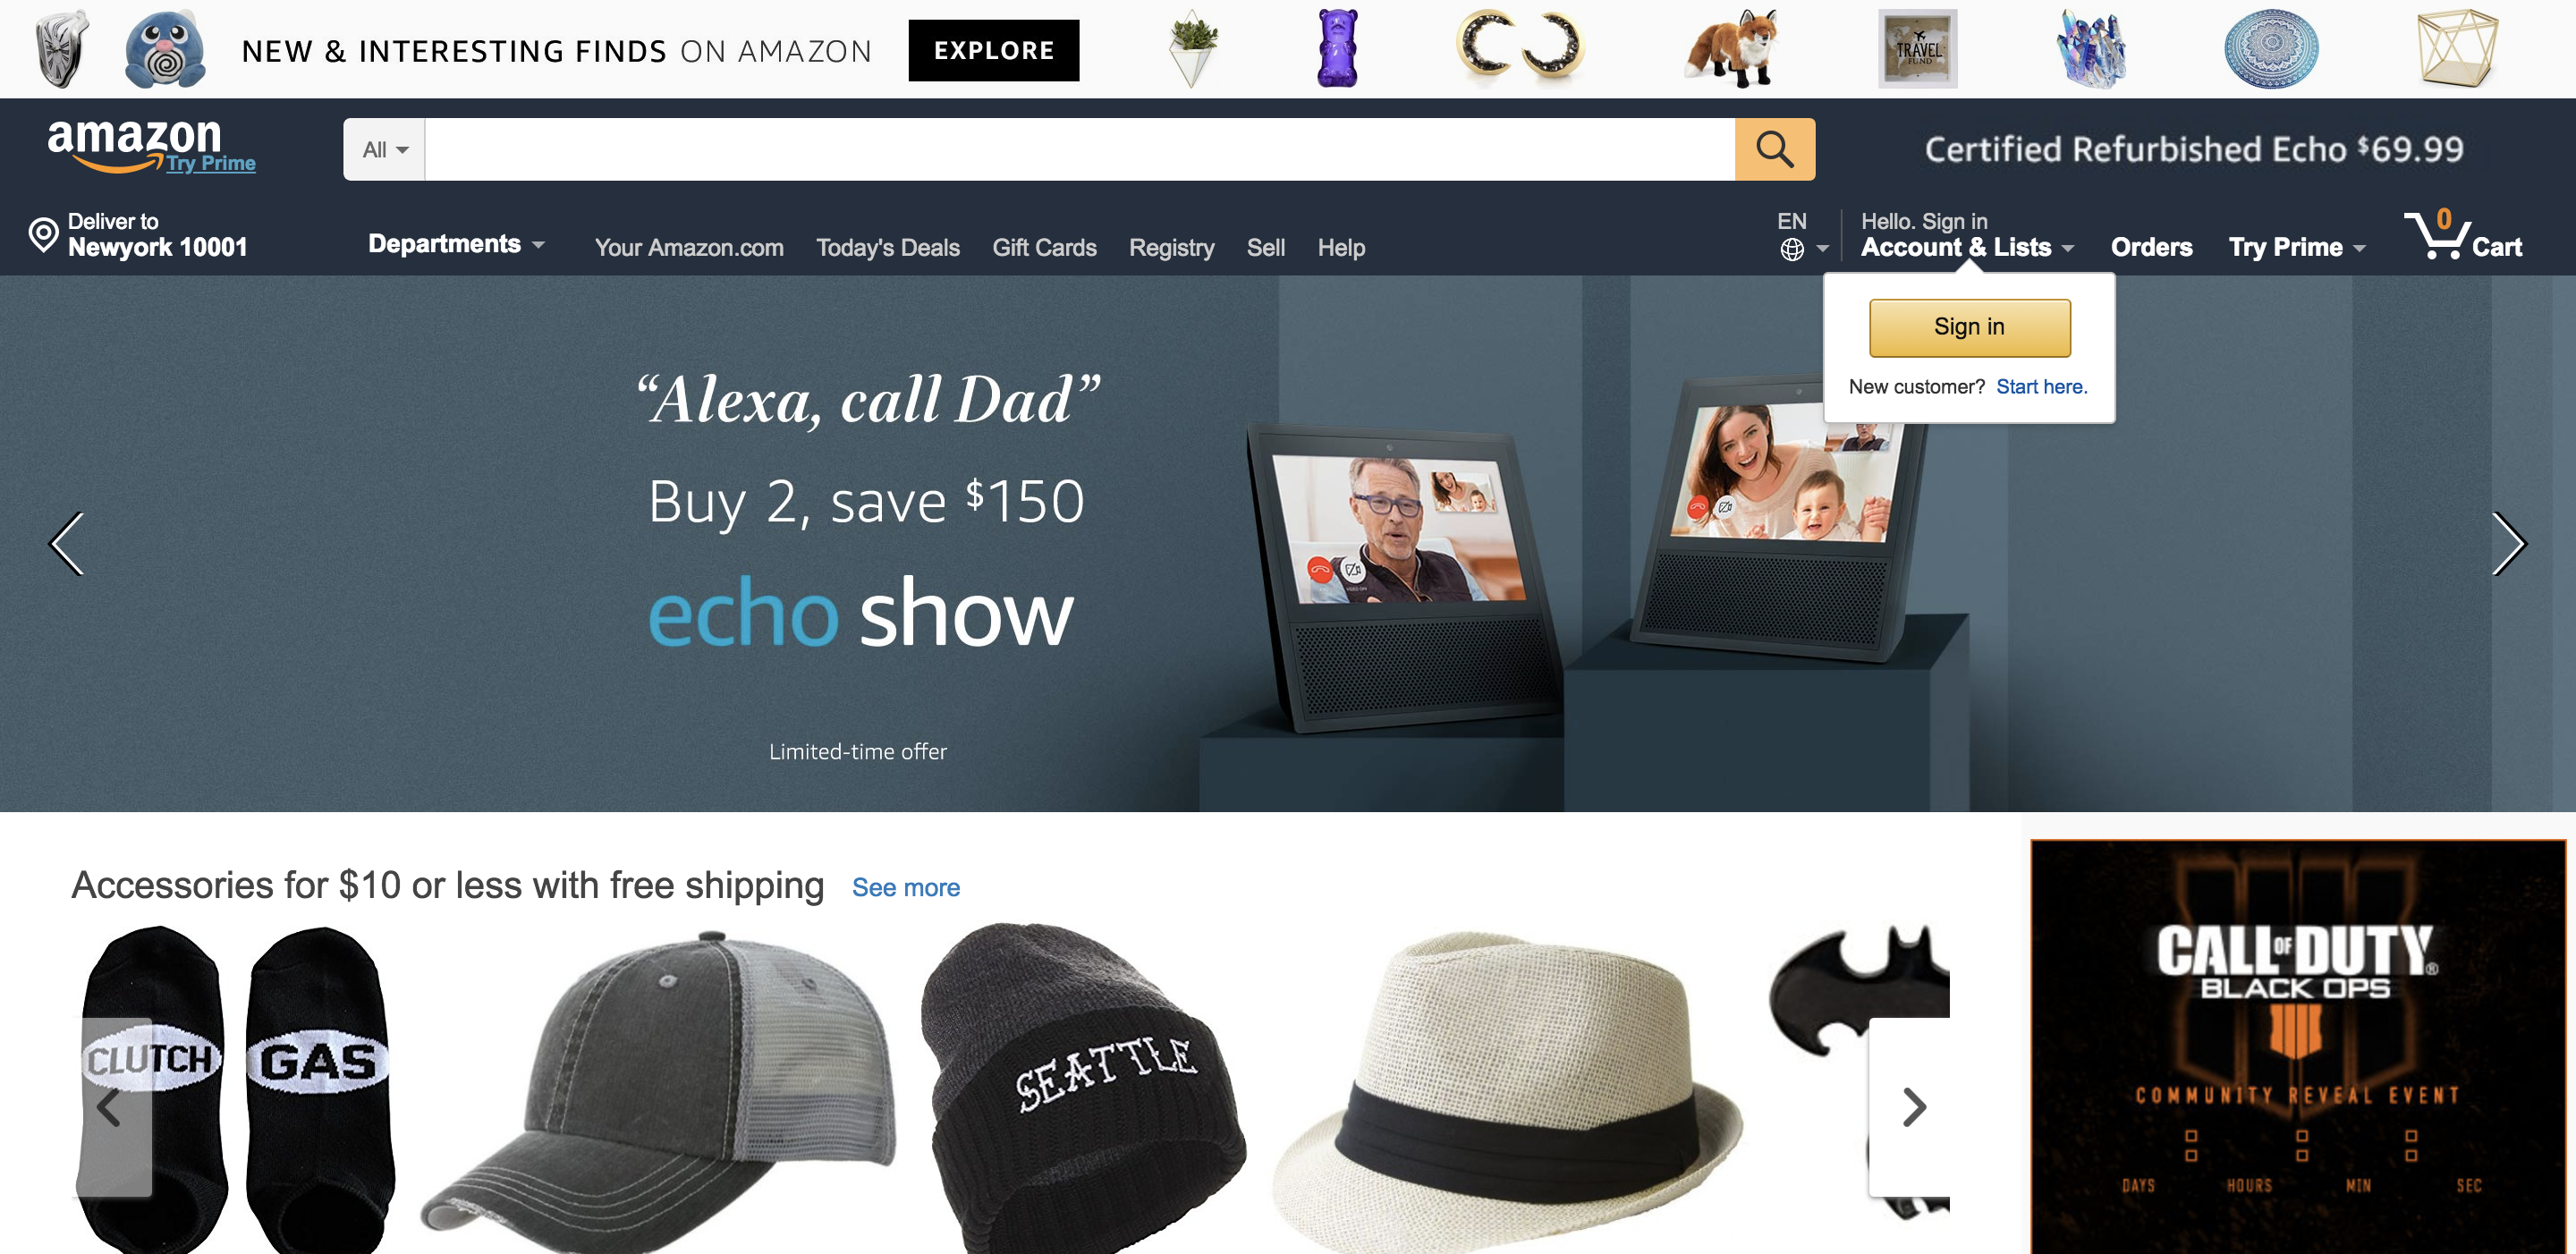 NEW & INTERESTING FINDS ON AMAZON
EXPLORE
TRAVEL
FUND
amazon
Try Prime
All
Certified Refurbished Echo $69.99
Deliver to
Newyork 10001
Departments
Your Amazon.com
Today's Deals
Gift Cards
Registry
Sell
Help
EN
Hello. Sign in
Account & Lists
Orders
Try Prime
0
Cart
Sign in
New customer? Start here.
“Alexa, call Dad”
Buy 2, save $150
echo show
Limited-time offer
Accessories for $10 or less with free shipping
See more
CLUTCH
GAS
SEATTLE
CALL OF DUTY®
BLACK OPS
IIII
COMMUNITY REVEAL EVENT
DAYS
HOURS
MIN
SEC